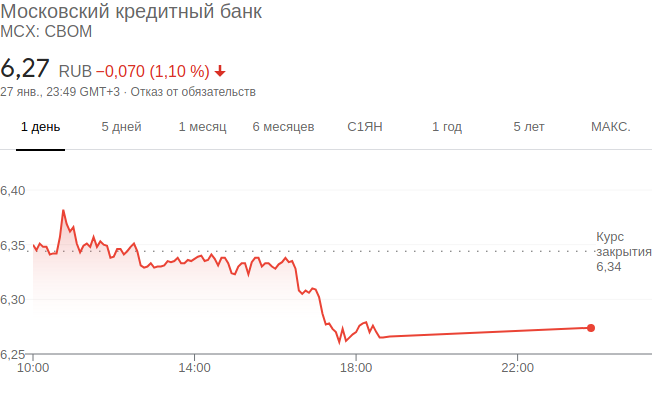 Московский кредитный банк
MCX: CBOM
6,27 RUB −0,070 (1,10 %)
27 янв., 23:49 GMT+3 · Отказ от обязательств
1 день 5 дней 1 месяц 6 месяцев С1ЯН 1 год 5 лет МАКС.
6,40
6,35
6,30
6,25
Курс
закрытия
6,34
10:00 14:00 18:00 22:00